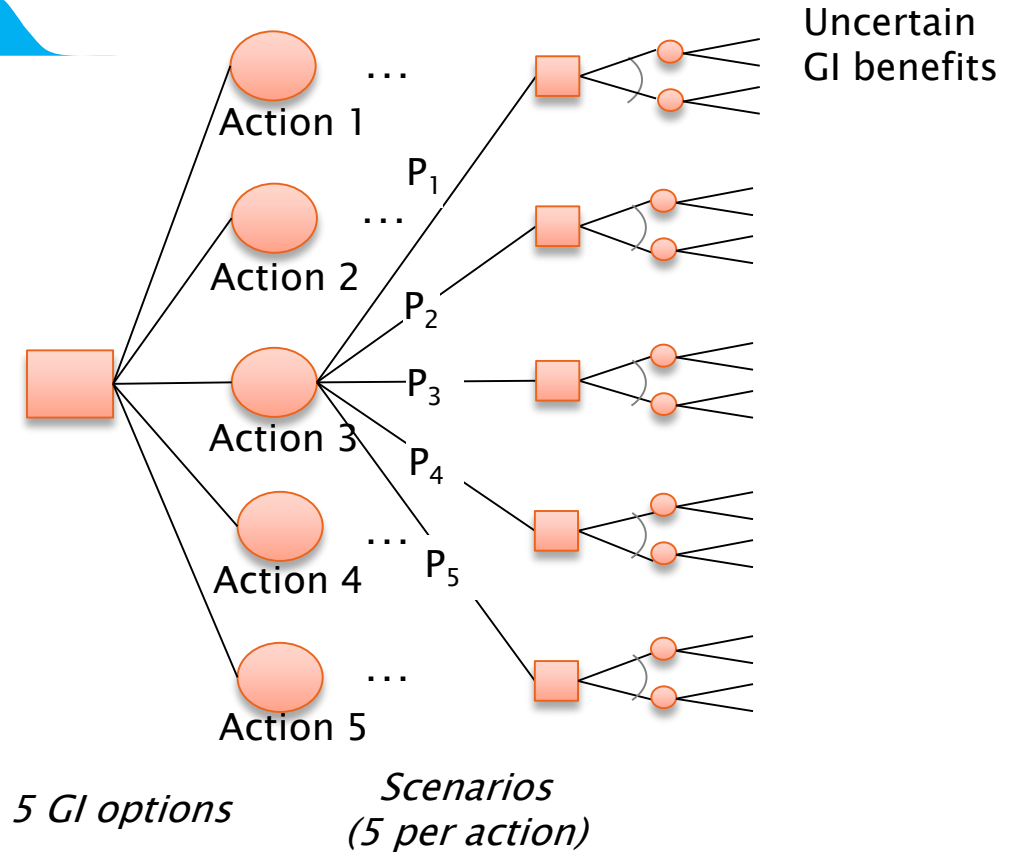 Uncertain
GI benefits
...
Action 1
P₁
...
Action 2
P₂
P₃
Action 3
P₄
...
P₅
Action 4
...
Action 5
5 GI options
Scenarios
(5 per action)